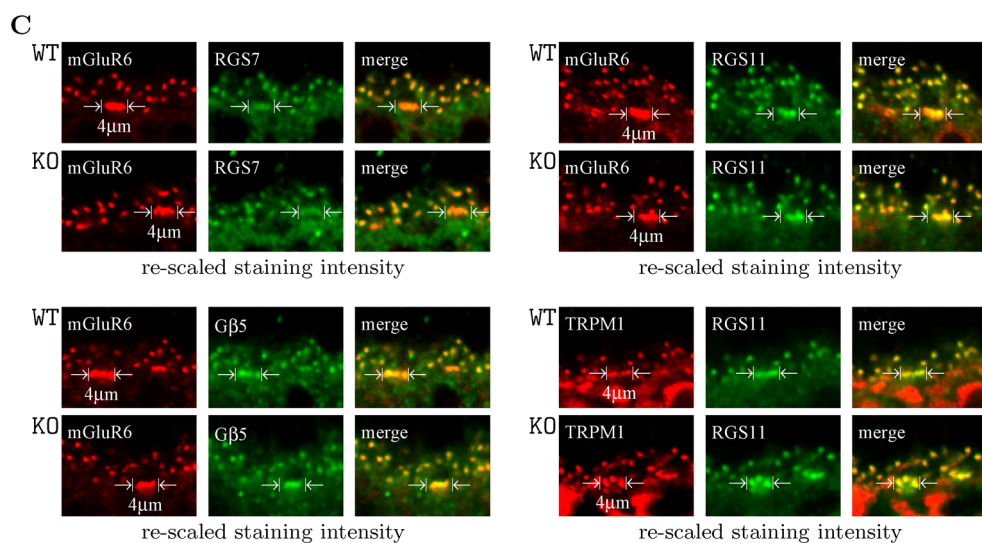 C
WT mGluR6 RGS7 merge
4μm
KO mGluR6 RGS7 merge
4μm
re-scaled staining intensity
WT mGluR6 RGS11 merge
4μm
KO mGluR6 RGS11 merge
4μm
re-scaled staining intensity
WT mGluR6 Gβ5 merge
4μm
KO mGluR6 Gβ5 merge
4μm
re-scaled staining intensity
WT TRPM1 RGS11 merge
4μm
KO TRPM1 RGS11 merge
4μm
re-scaled staining intensity